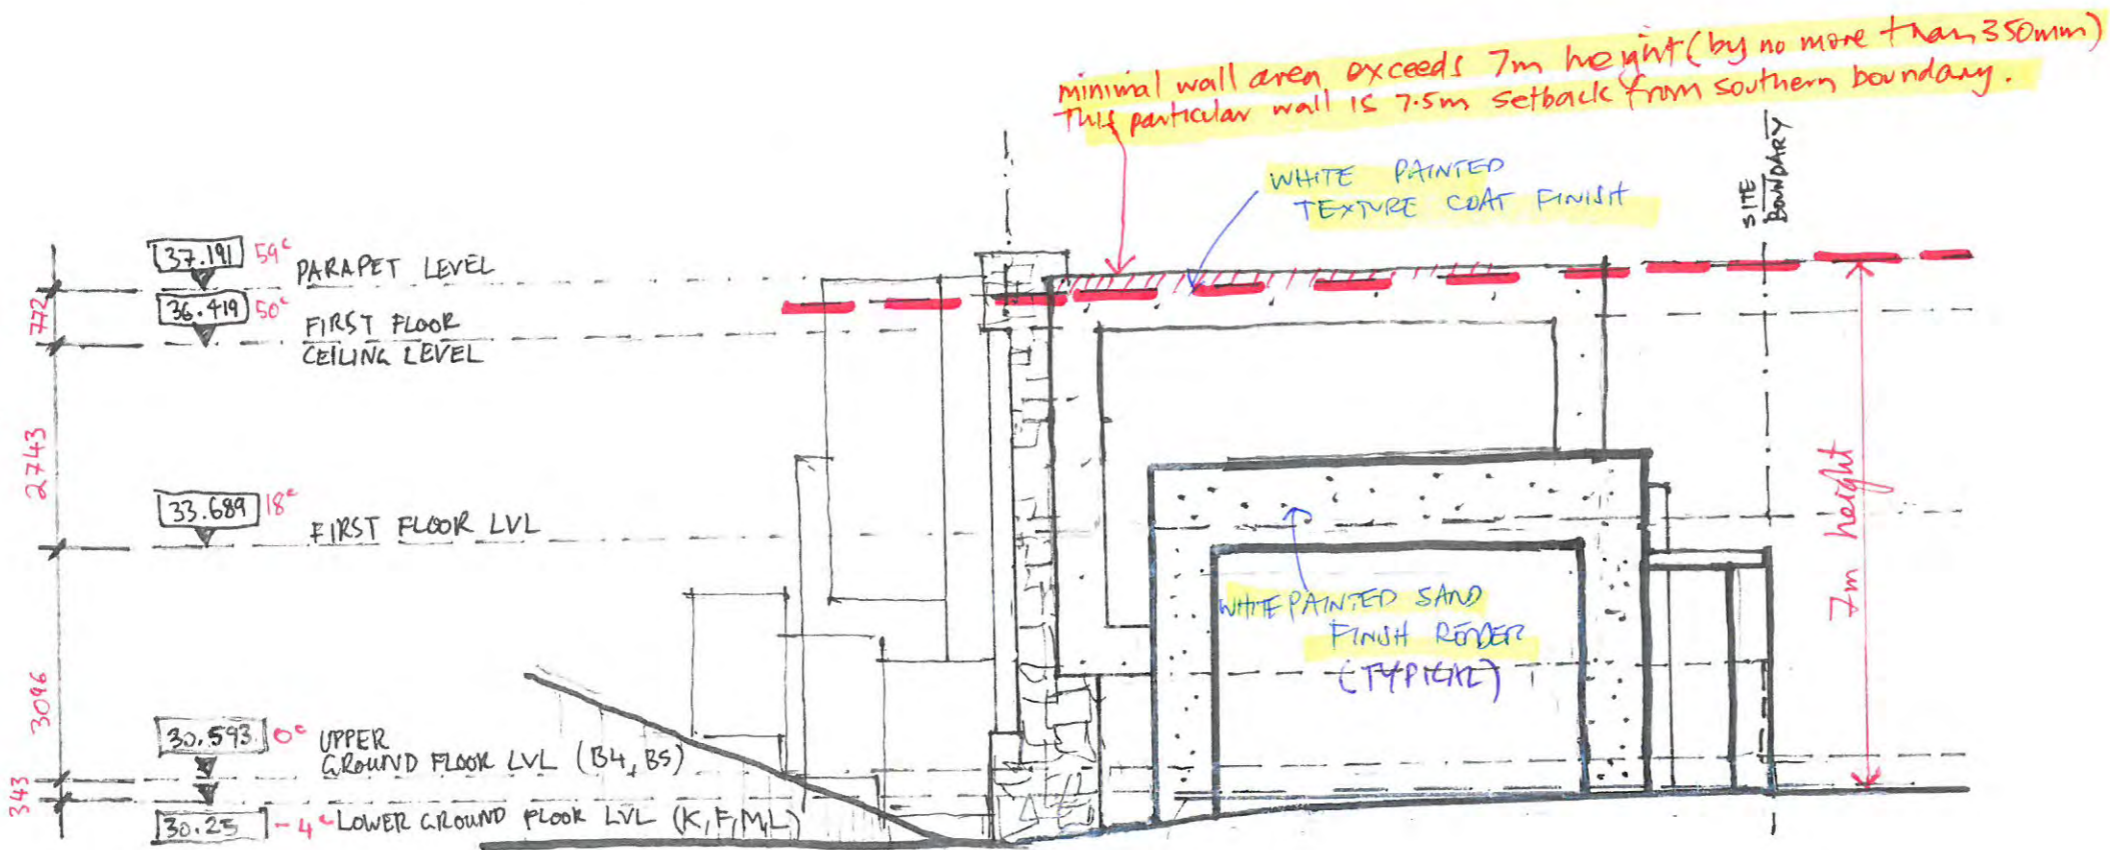 minimal wall area exceeds 7m height (by no more than 350mm)
This particular wall is 7.5m setback from southern boundary.
WHITE PAINTED
TEXTURE COAT FINISH
SITE
BOUNDARY
37.191 59c
PARAPET LEVEL
36.419 50c
FIRST FLOOR
CEILING LEVEL
772
2743
33.689 18c
FIRST FLOOR LVL
7m height
WHITE PAINTED SAND
FINISH RENDER
(TYPICAL)
3096
30.593 0c UPPER
GROUND FLOOR LVL (B4, B5)
343
30.25 -4c LOWER GROUND FLOOR LVL (K, F, M, L)